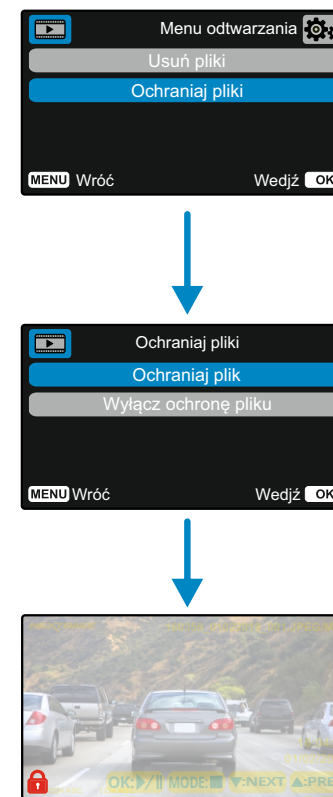 Menu odtwarzania
Usuń pliki
Ochraniaj pliki
MENU Wróć Wedjź OK
Ochraniaj pliki
Ochraniaj plik
Wyłącz ochronę pliku
MENU Wróć Wedjź OK
OK: MODE: :NEXT :PRE